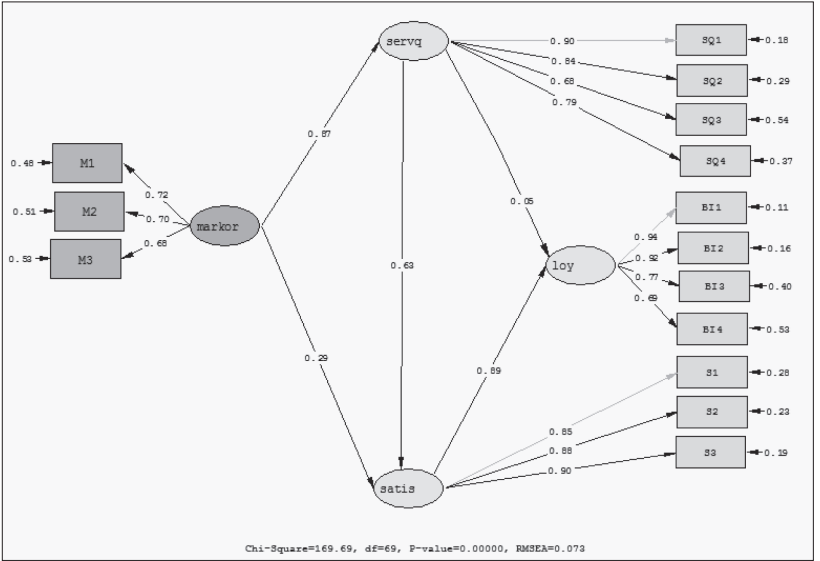 servq
0.90
SQ1
0.18
0.84
SQ2
0.29
0.68
SQ3
0.54
0.79
SQ4
0.37
0.87
0.48
M1
0.72
0.51
M2
0.70
markor
0.53
M3
0.68
0.05
BI1
0.11
0.94
0.92
BI2
0.16
loy
0.63
0.77
BI3
0.40
0.69
BI4
0.53
0.29
0.89
S1
0.28
0.85
S2
0.23
0.88
S3
0.19
0.90
satis
Chi-Square=169.69, df=69, P-value=0.00000, RMSEA=0.073